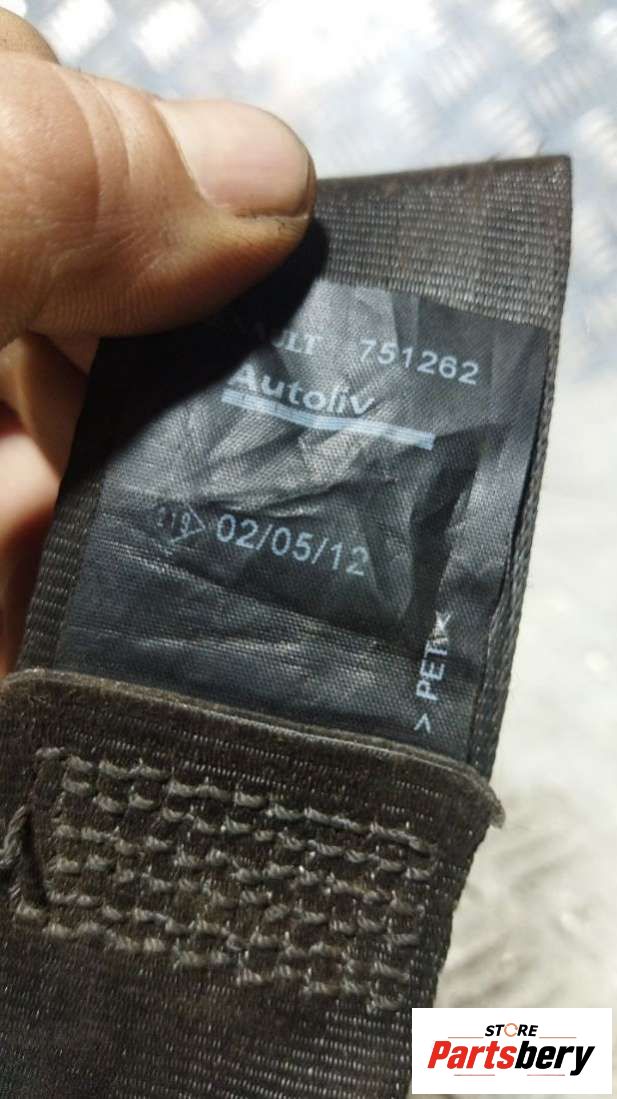 751262
Autoliv
02/05/12
> PET <
STORE
Partsbery